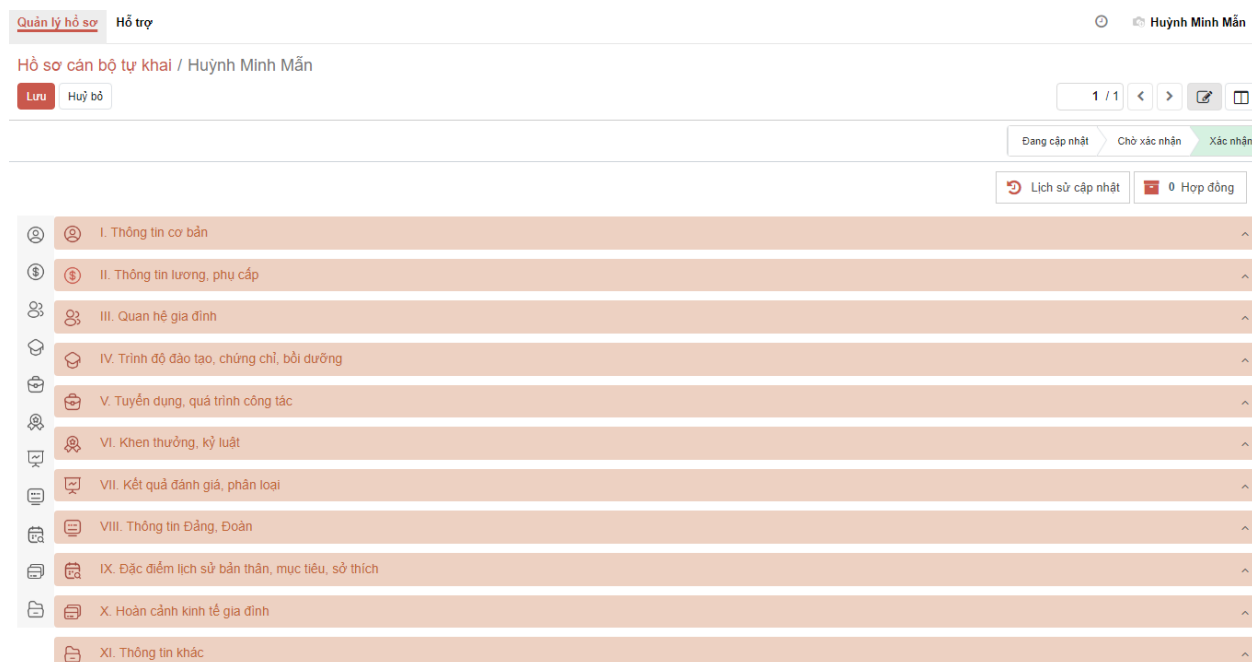 Quản lý hồ sơ Hỗ trợ Huỳnh Minh Mẫn
Hồ sơ cán bộ tự khai / Huỳnh Minh Mẫn
Lưu Huỷ bỏ 1 / 1
Đang cập nhật Chờ xác nhận Xác nhận
Lịch sử cập nhật 0 Hợp đồng
I. Thông tin cơ bản
II. Thông tin lương, phụ cấp
III. Quan hệ gia đình
IV. Trình độ đào tạo, chứng chỉ, bồi dưỡng
V. Tuyển dụng, quá trình công tác
VI. Khen thưởng, kỷ luật
VII. Kết quả đánh giá, phân loại
VIII. Thông tin Đảng, Đoàn
IX. Đặc điểm lịch sử bản thân, mục tiêu, sở thích
X. Hoàn cảnh kinh tế gia đình
XI. Thông tin khác